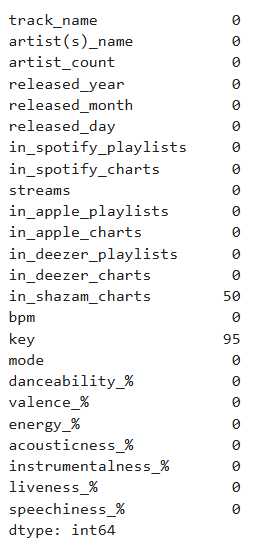 track_name 0
artist(s)_name 0
artist_count 0
released_year 0
released_month 0
released_day 0
in_spotify_playlists 0
in_spotify_charts 0
streams 0
in_apple_playlists 0
in_apple_charts 0
in_deezer_playlists 0
in_deezer_charts 0
in_shazam_charts 50
bpm 0
key 95
mode 0
danceability_% 0
valence_% 0
energy_% 0
acousticness_% 0
instrumentalness_% 0
liveness_% 0
speechiness_% 0
dtype: int64